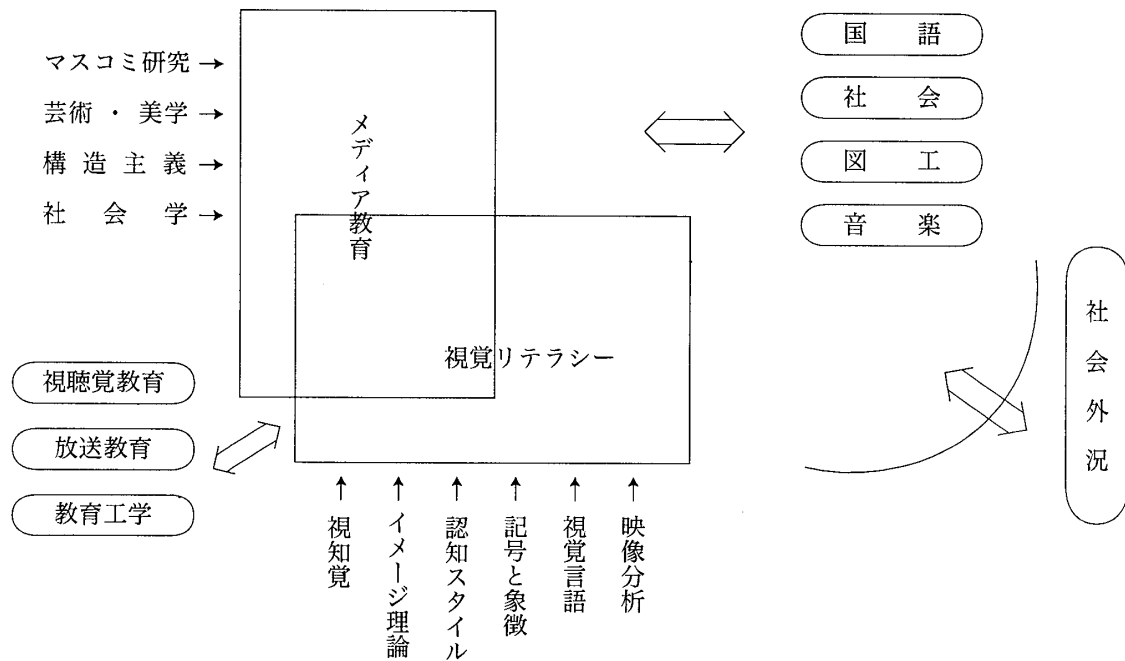 マスコミ研究 →
芸術・美学 →
構造主義 →
社会学 →
メディア教育
視覚リテラシー
国語
社会
図工
音楽
社会外況
視聴覚教育
放送教育
教育工学
↑視知覚
↑イメージ理論
↑認知スタイル
↑記号と象徴
↑視覚言語
↑映像分析